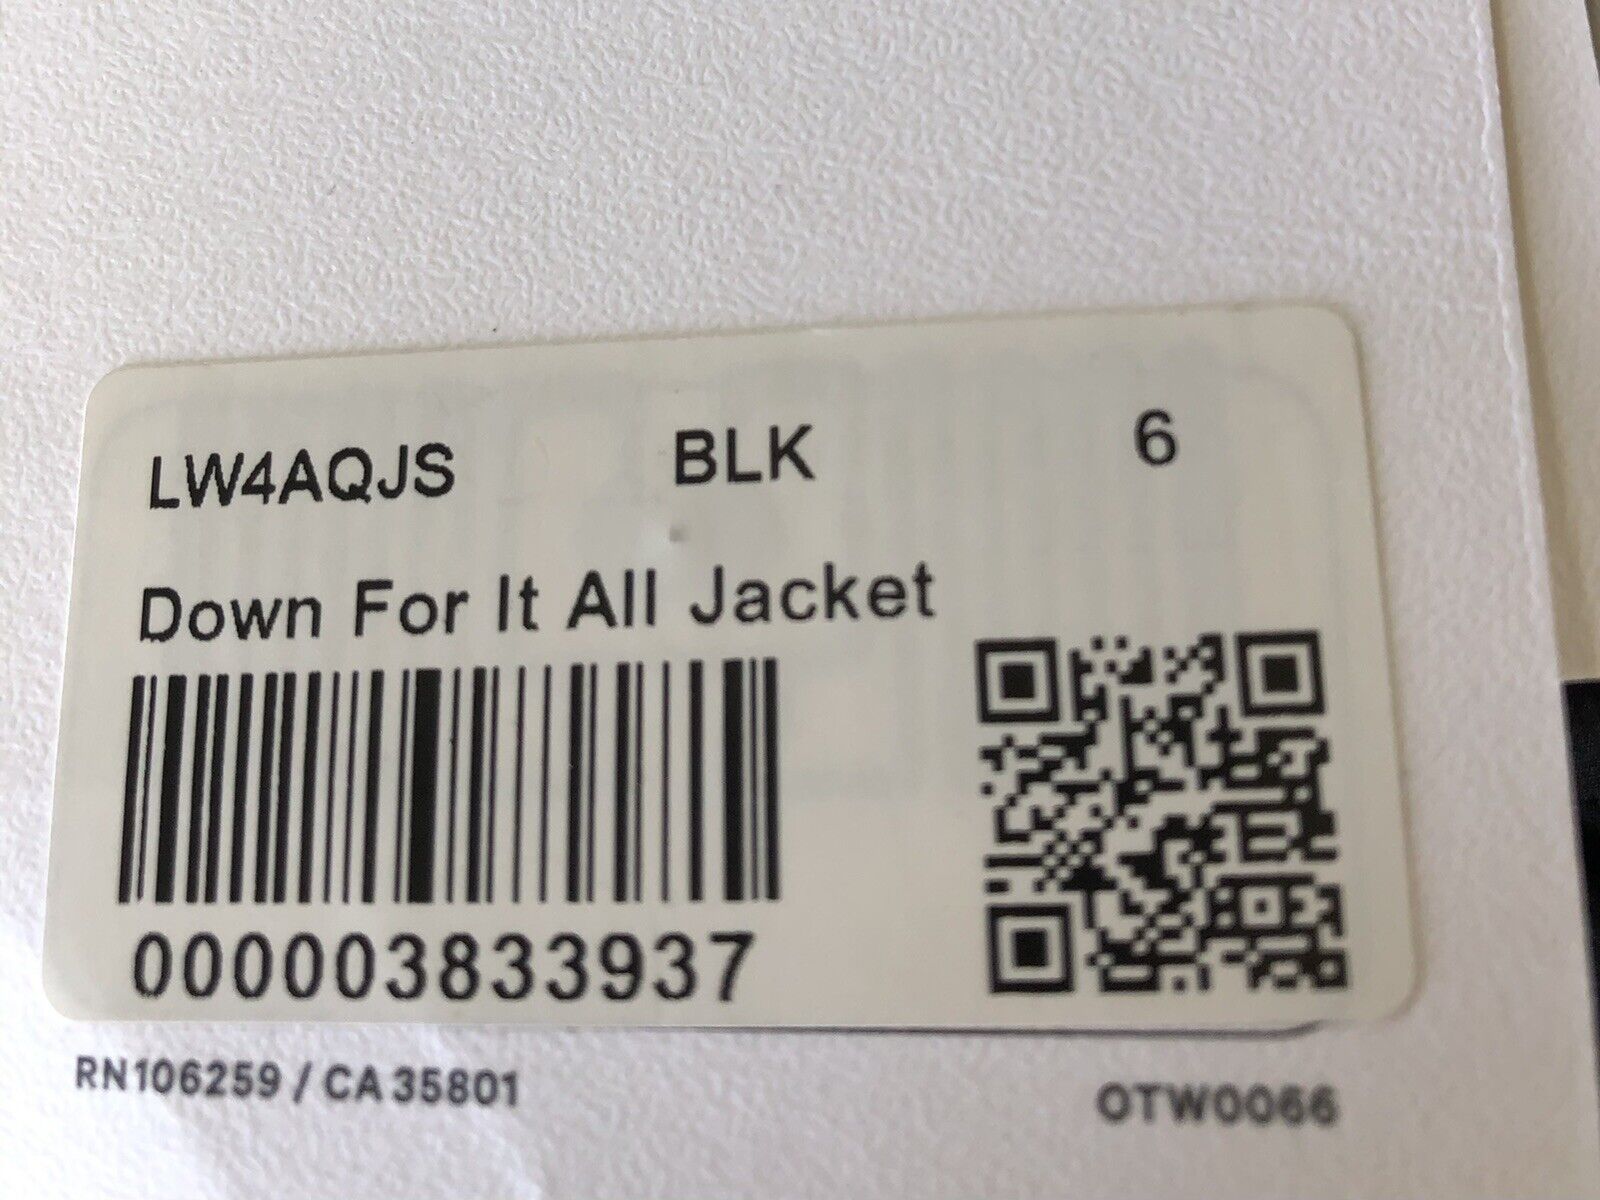 LW4AQJS BLK 6
Down For It All Jacket
000003833937
RN106259 / CA 35801 OTW0066